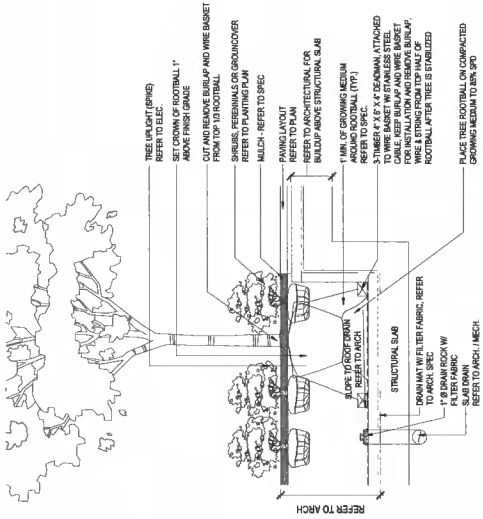 TREE UPLIGHT (SPIKE)
REFER TO ELEC.
SET CROWN OF ROOTBALL 1"
ABOVE FINISH GRADE
CUT AND REMOVE BURLAP AND WIRE BASKET
FROM TOP 1/3 ROOTBALL
SHRUBS, PERENNIALS OR GROUNDCOVER
REFER TO PLANTING PLAN
MULCH - REFER TO SPEC
PAVING LAYOUT
REFER TO PLAN
REFER TO ARCHITECTURAL FOR
BUILDUP ABOVE STRUCTURAL SLAB
1' MIN. OF GROWING MEDIUM
AROUND ROOTBALL (TYP.)
REFER TO SPEC.
3-TIMBER 4" X 6" X 4' DEADMAN, ATTACHED
TO WIRE BASKET W/ STAINLESS STEEL
CABLE, KEEP BURLAP AND WIRE BASKET
FOR INSTALLATION AND REMOVE BURLAP,
WIRE & STRING FROM TOP HALF OF
ROOTBALL AFTER TREE IS STABILIZED
PLACE TREE ROOTBALL ON COMPACTED
GROWING MEDIUM TO 85% SPD
SLOPE TO ROOF DRAIN
REFER TO ARCH
STRUCTURAL SLAB
DRAIN MAT W/ FILTER FABRIC, REFER
TO ARCH. SPEC
1" Ø DRAIN ROCK W/
FILTER FABRIC
SLAB DRAIN
REFER TO ARCH. / MECH.
REFER TO ARCH